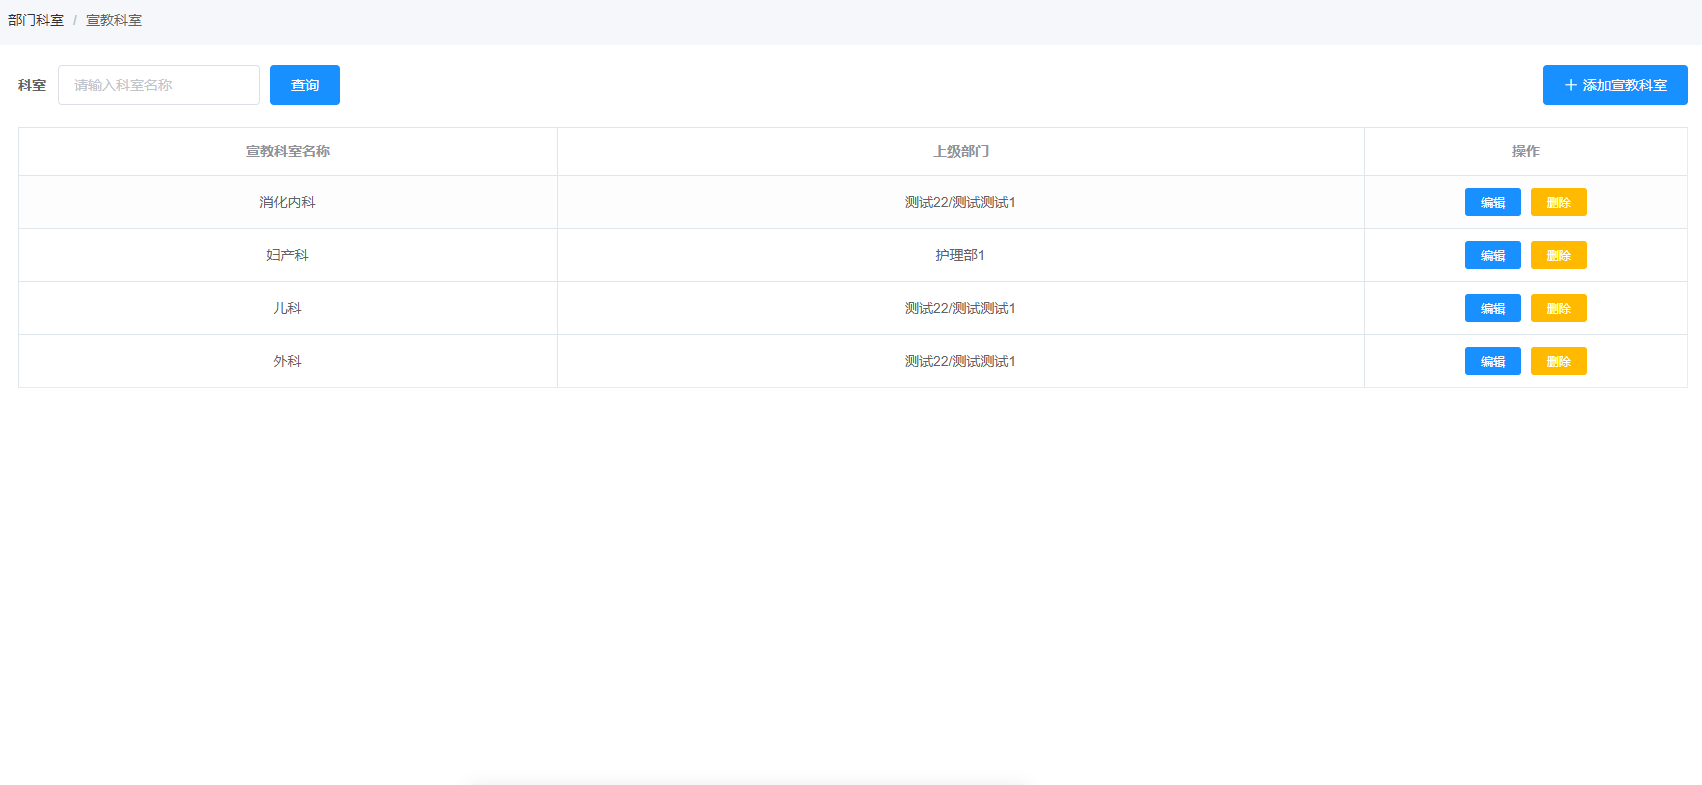 部门科室 / 宣教科室
科室 请输入科室名称 查询 + 添加宣教科室
宣教科室名称 上级部门 操作
消化内科 测试22/测试测试1 编辑 删除
妇产科 护理部1 编辑 删除
儿科 测试22/测试测试1 编辑 删除
外科 测试22/测试测试1 编辑 删除